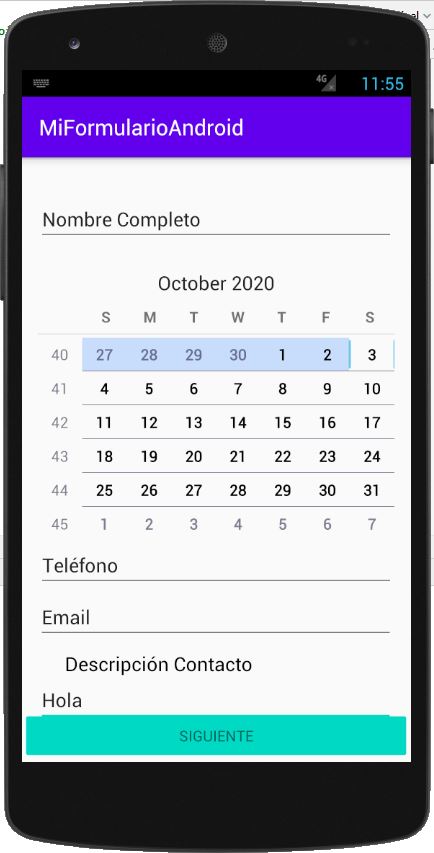 4G 11:55
MiFormularioAndroid
Nombre Completo
October 2020
S M T W T F S
40 27 28 29 30 1 2 3
41 4 5 6 7 8 9 10
42 11 12 13 14 15 16 17
43 18 19 20 21 22 23 24
44 25 26 27 28 29 30 31
45 1 2 3 4 5 6 7
Teléfono
Email
Descripción Contacto
Hola
SIGUIENTE